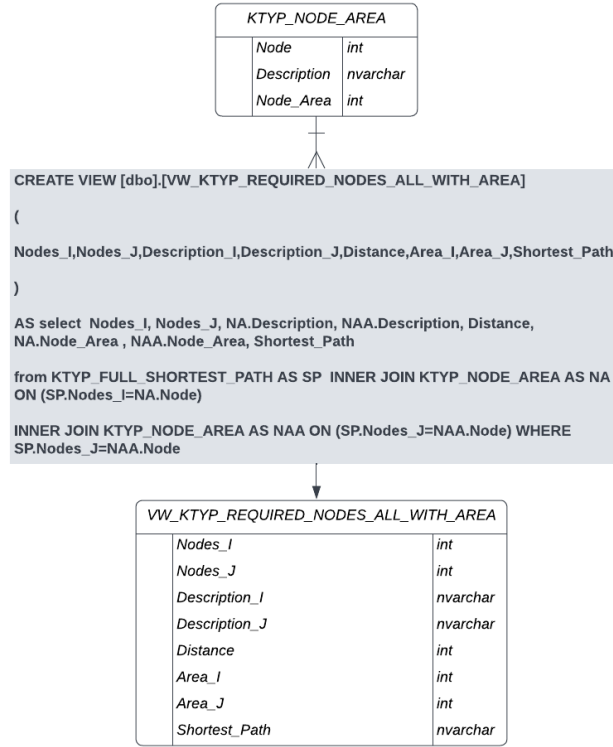 KTYP_NODE_AREA
Node int
Description nvarchar
Node_Area int
CREATE VIEW [dbo].[VW_KTYP_REQUIRED_NODES_ALL_WITH_AREA]
(
Nodes_I,Nodes_J,Description_I,Description_J,Distance,Area_I,Area_J,Shortest_Path
)
AS select Nodes_I, Nodes_J, NA.Description, NAA.Description, Distance,
NA.Node_Area , NAA.Node_Area, Shortest_Path
from KTYP_FULL_SHORTEST_PATH AS SP INNER JOIN KTYP_NODE_AREA AS NA
ON (SP.Nodes_I=NA.Node)
INNER JOIN KTYP_NODE_AREA AS NAA ON (SP.Nodes_J=NAA.Node) WHERE
SP.Nodes_J=NAA.Node
VW_KTYP_REQUIRED_NODES_ALL_WITH_AREA
Nodes_I int
Nodes_J int
Description_I nvarchar
Description_J nvarchar
Distance int
Area_I int
Area_J int
Shortest_Path nvarchar